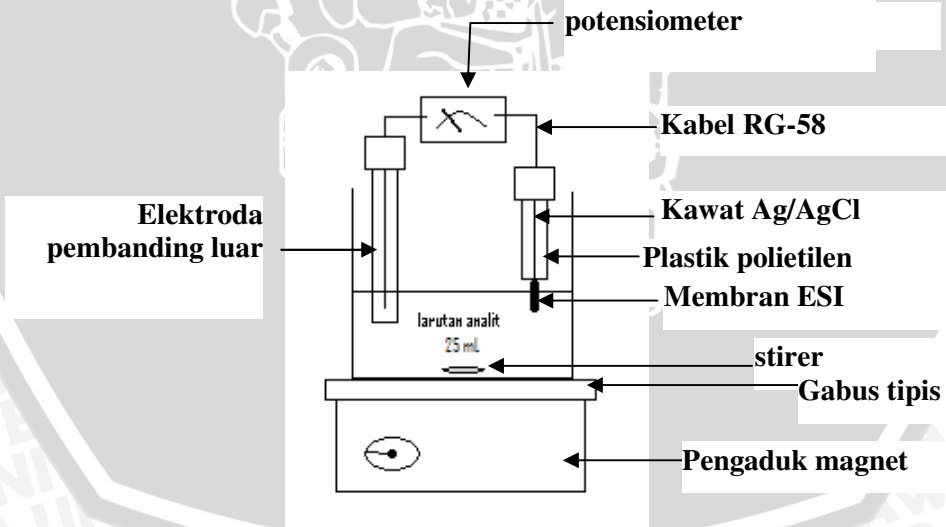 potensiometer
Kabel RG-58
Elektroda
pembanding luar
Kawat Ag/AgCl
Plastik polietilen
Membran ESI
larutan analit
25 mL
stirer
Gabus tipis
Pengaduk magnet